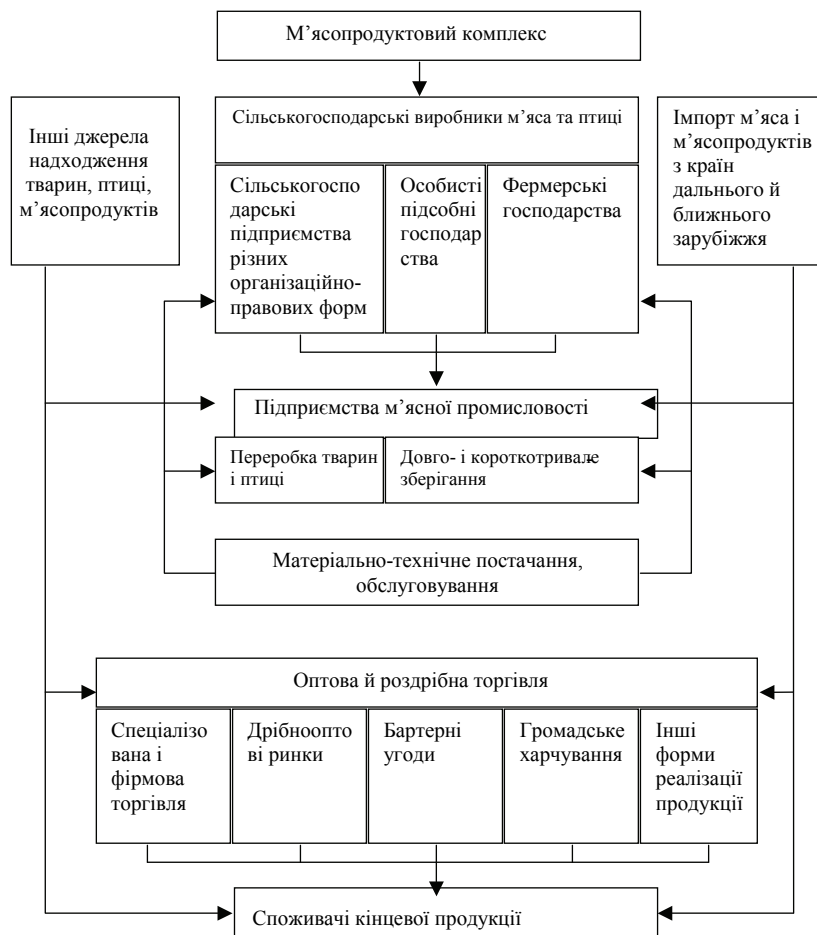 М’ясопродуктовий комплекс
Інші джерела
надходження
тварин, птиці,
м’ясопродуктів
Сільськогосподарські виробники м’яса та птиці
Сільськогоспо
дарські
підприємства
різних
організаційно-
правових форм
Особисті
підсобні
господар
ства
Фермерські
господарства
Імпорт м’яса і
м’ясопродуктів
з країн
дальнього й
ближнього
зарубіжжя
Підприємства м’ясної промисловості
Переробка тварин
і птиці
Довго- і короткотривале
зберігання
Матеріально-технічне постачання,
обслуговування
Оптова й роздрібна торгівля
Спеціалізо
вана і
фірмова
торгівля
Дрібноопто
ві ринки
Бартерні
угоди
Громадське
харчування
Інші
форми
реалізації
продукції
Споживачі кінцевої продукції